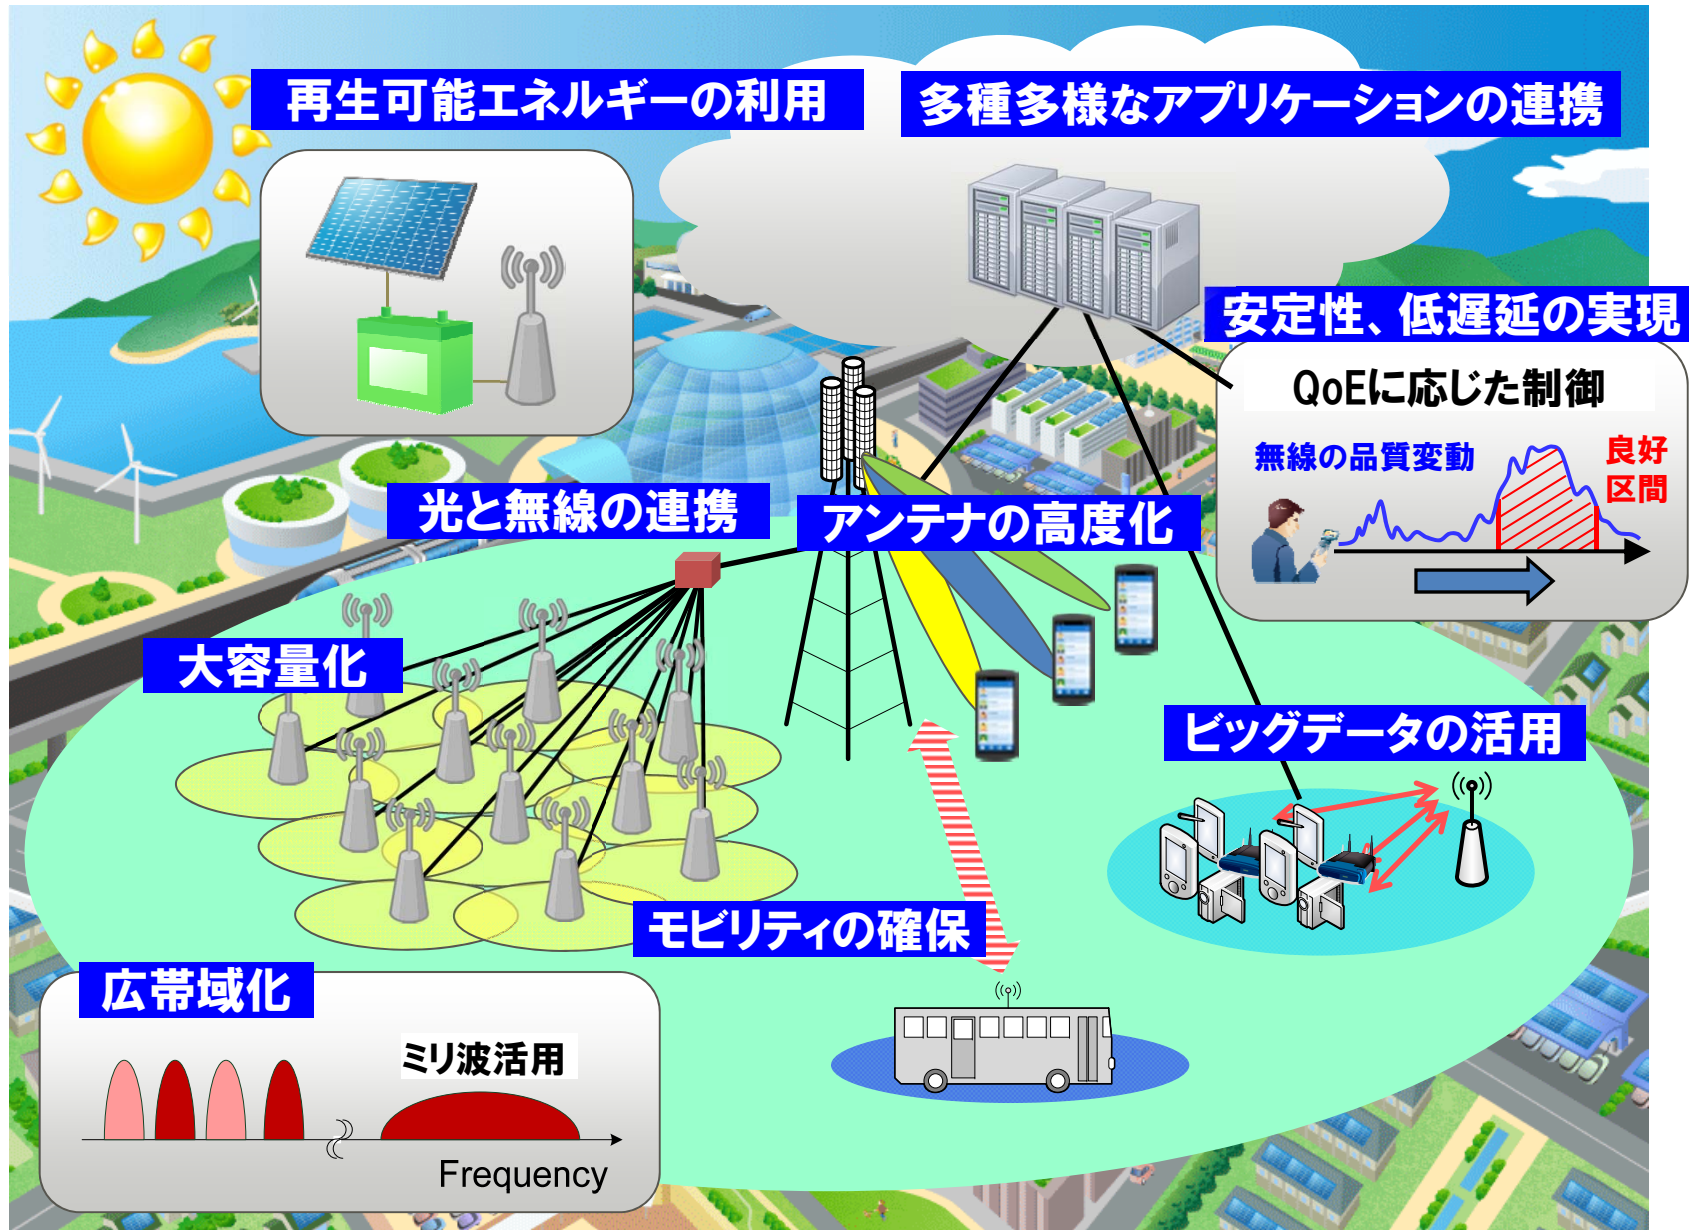 再生可能エネルギーの利用
多種多様なアプリケーションの連携
安定性、低遅延の実現
QoEに応じた制御
無線の品質変動
良好
区間
光と無線の連携
アンテナの高度化
大容量化
ビッグデータの活用
モビリティの確保
広帯域化
ミリ波活用
Frequency